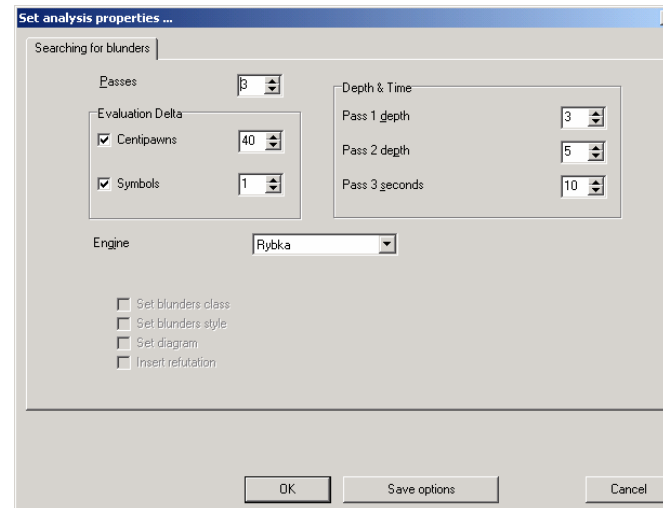 Set analysis properties ...
Searching for blunders
Passes 3
Evaluation Delta
Centipawns 40
Symbols 1
Depth & Time
Pass 1 depth 3
Pass 2 depth 5
Pass 3 seconds 10
Engine Rybka
Set blunders class
Set blunders style
Set diagram
Insert refutation
OK Save options Cancel